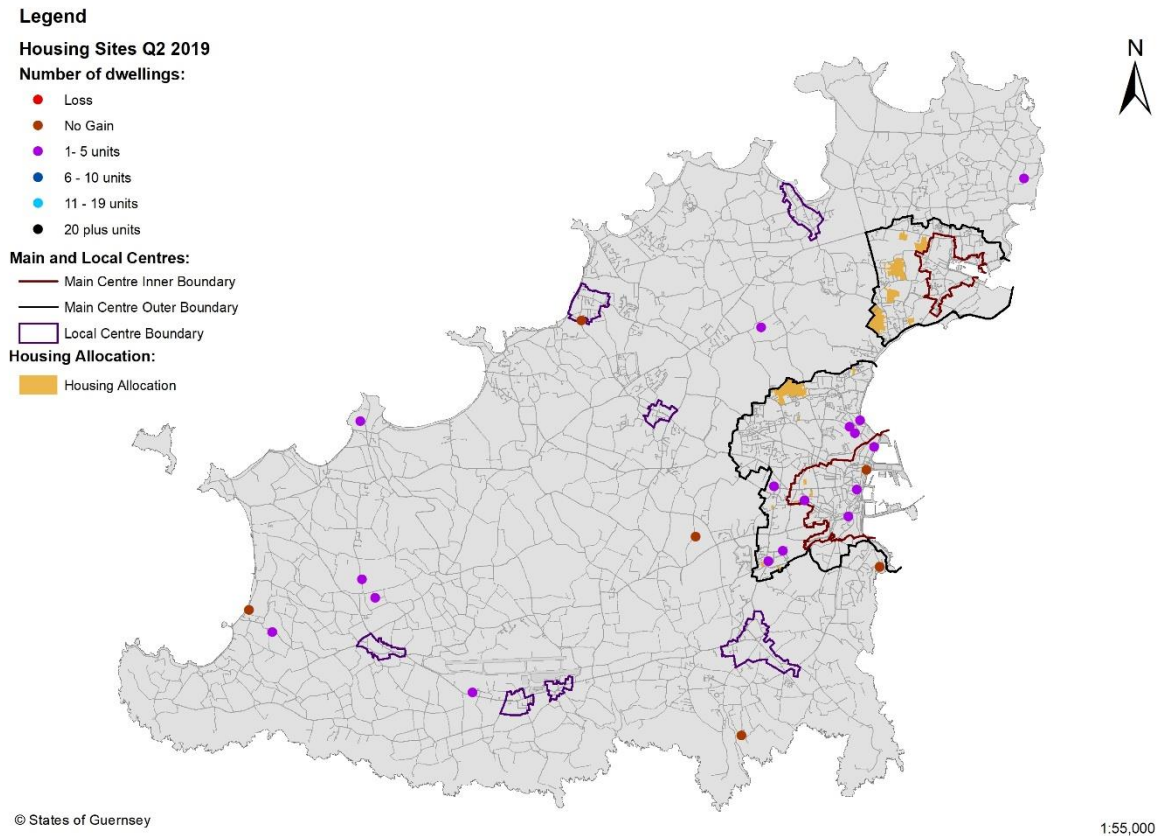 Legend
Housing Sites Q2 2019
Number of dwellings:
Loss
No Gain
1- 5 units
6 - 10 units
11 - 19 units
20 plus units
Main and Local Centres:
Main Centre Inner Boundary
Main Centre Outer Boundary
Local Centre Boundary
Housing Allocation:
Housing Allocation
N
© States of Guernsey
1:55,000